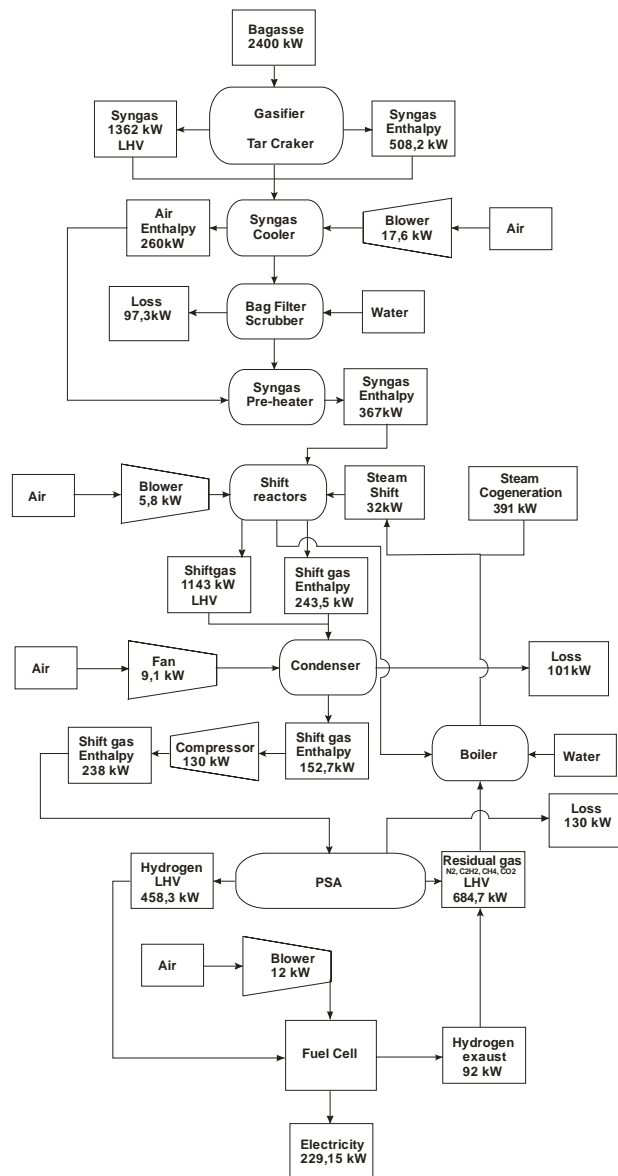 Bagasse
2400 kW
Gasifier
Tar Craker
Syngas
1362 kW
LHV
Syngas
Enthalpy
508,2 kW
Air
Enthalpy
260kW
Syngas
Cooler
Blower
17,6 kW
Air
Loss
97,3kW
Bag Filter
Scrubber
Water
Syngas
Pre-heater
Syngas
Enthalpy
367kW
Air
Blower
5,8 kW
Shift
reactors
Steam
Shift
32kW
Steam
Cogeneration
391 kW
Shiftgas
1143 kW
LHV
Shift gas
Enthalpy
243,5 kW
Air
Fan
9,1 kW
Condenser
Loss
101kW
Shift gas
Enthalpy
238 kW
Compressor
130 kW
Shift gas
Enthalpy
152,7kW
Boiler
Water
Loss
130 kW
Hydrogen
LHV
458,3 kW
PSA
Residual gas
N2, C2H2, CH4, CO2
LHV
684,7 kW
Air
Blower
12 kW
Fuel Cell
Hydrogen
exaust
92 kW
Electricity
229,15 kW